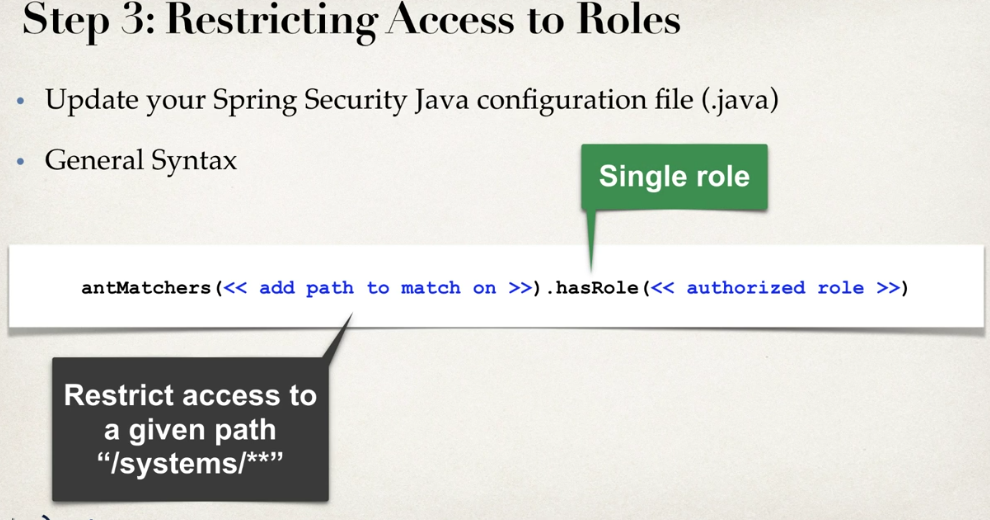 Step 3: Restricting Access to Roles
• Update your Spring Security Java configuration file (.java)
• General Syntax
Single role
antMatchers(<< add path to match on >>).hasRole(<< authorized role >>)
Restrict access to
a given path
“/systems/**”